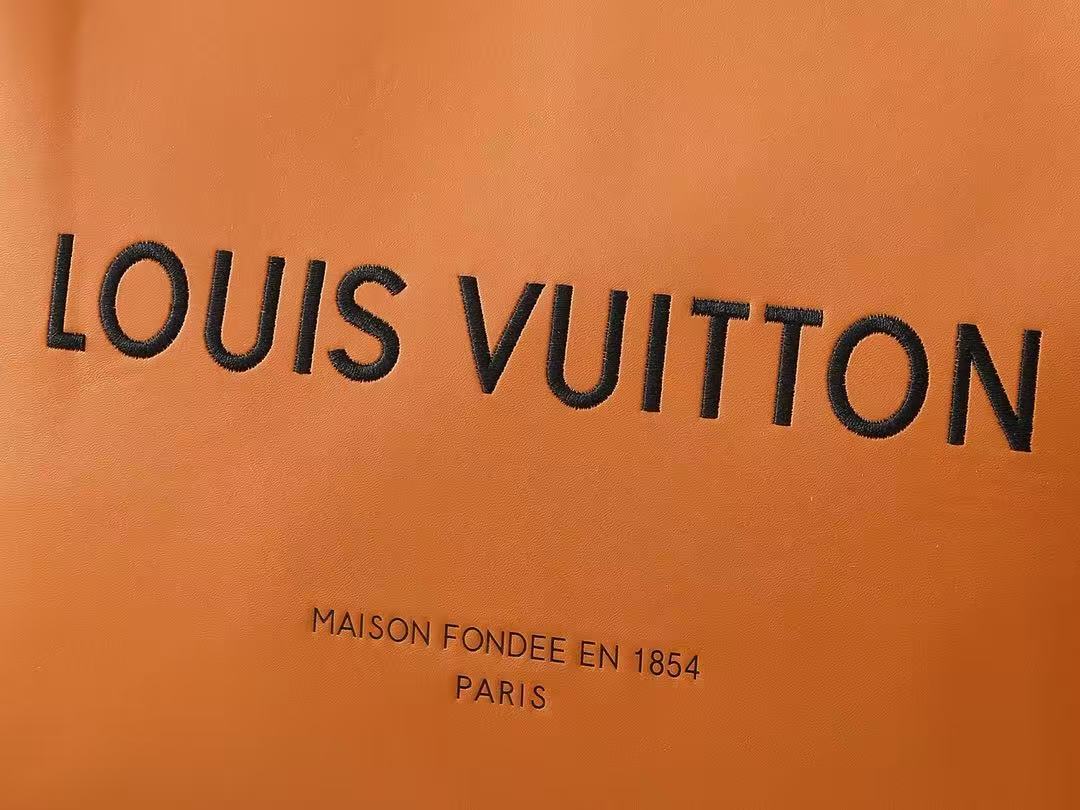 LOUIS VUITTON
MAISON FONDEE EN 1854
PARIS